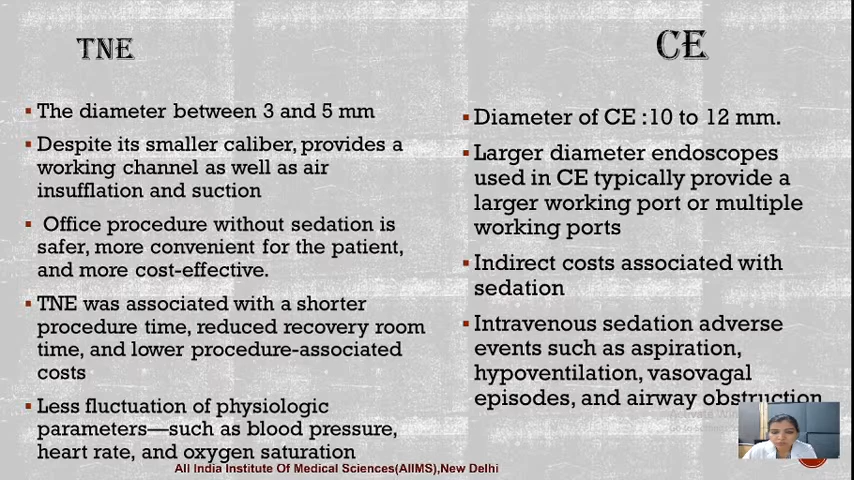 TNE
▪ The diameter between 3 and 5 mm
▪ Despite its smaller caliber, provides a
working channel as well as air
insufflation and suction
▪ Office procedure without sedation is
safer, more convenient for the patient,
and more cost-effective.
▪ TNE was associated with a shorter
procedure time, reduced recovery room
time, and lower procedure-associated
costs
▪ Less fluctuation of physiologic
parameters—such as blood pressure,
heart rate, and oxygen saturation
CE
▪ Diameter of CE :10 to 12 mm.
▪ Larger diameter endoscopes
used in CE typically provide a
larger working port or multiple
working ports
▪ Indirect costs associated with
sedation
▪ Intravenous sedation adverse
events such as aspiration,
hypoventilation, vasovagal
episodes, and airway obstruction
All India Institute Of Medical Sciences(AIIMS),New Delhi